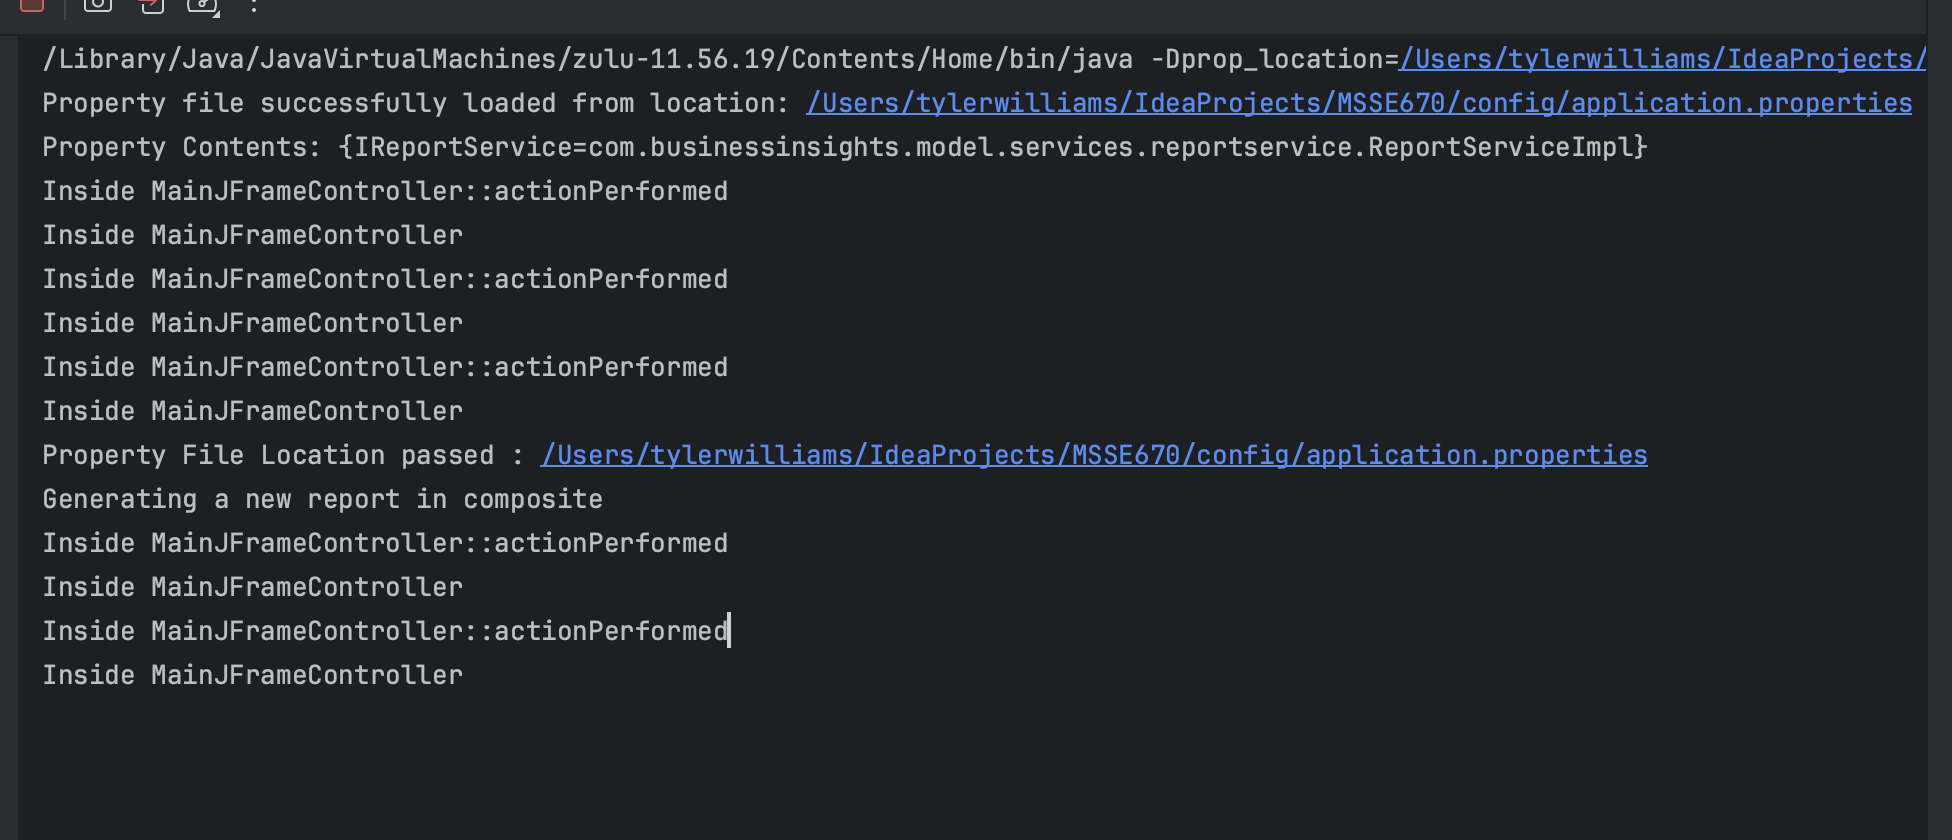 /Library/Java/JavaVirtualMachines/zulu-11.56.19/Contents/Home/bin/java -Dprop_location=/Users/tylerwilliams/IdeaProjects/
Property file successfully loaded from location: /Users/tylerwilliams/IdeaProjects/MSSE670/config/application.properties
Property Contents: {IReportService=com.businessinsights.model.services.reportservice.ReportServiceImpl}
Inside MainJFrameController::actionPerformed
Inside MainJFrameController
Inside MainJFrameController::actionPerformed
Inside MainJFrameController
Inside MainJFrameController::actionPerformed
Inside MainJFrameController
Property File Location passed : /Users/tylerwilliams/IdeaProjects/MSSE670/config/application.properties
Generating a new report in composite
Inside MainJFrameController::actionPerformed
Inside MainJFrameController
Inside MainJFrameController::actionPerformed
Inside MainJFrameController